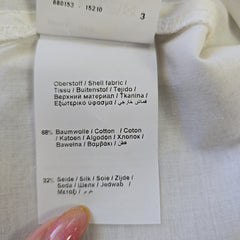 680153 - 15210
3
Oberstoff / Shell fabric /
Tissu / Buitenstof / Tejido /
Верхний материал / Tkanina /
Εξωτερικό ύφασμα / قماش خارجي
68% Baumwolle / Cotton / Coton
/ Katoen / Algodón / Хлопок /
Bawełna / Βαμβάκι / قطن
32% Seide / Silk / Soie / Zijde /
Seda / Шелк / Jedwab /
Μετάξι / حرير